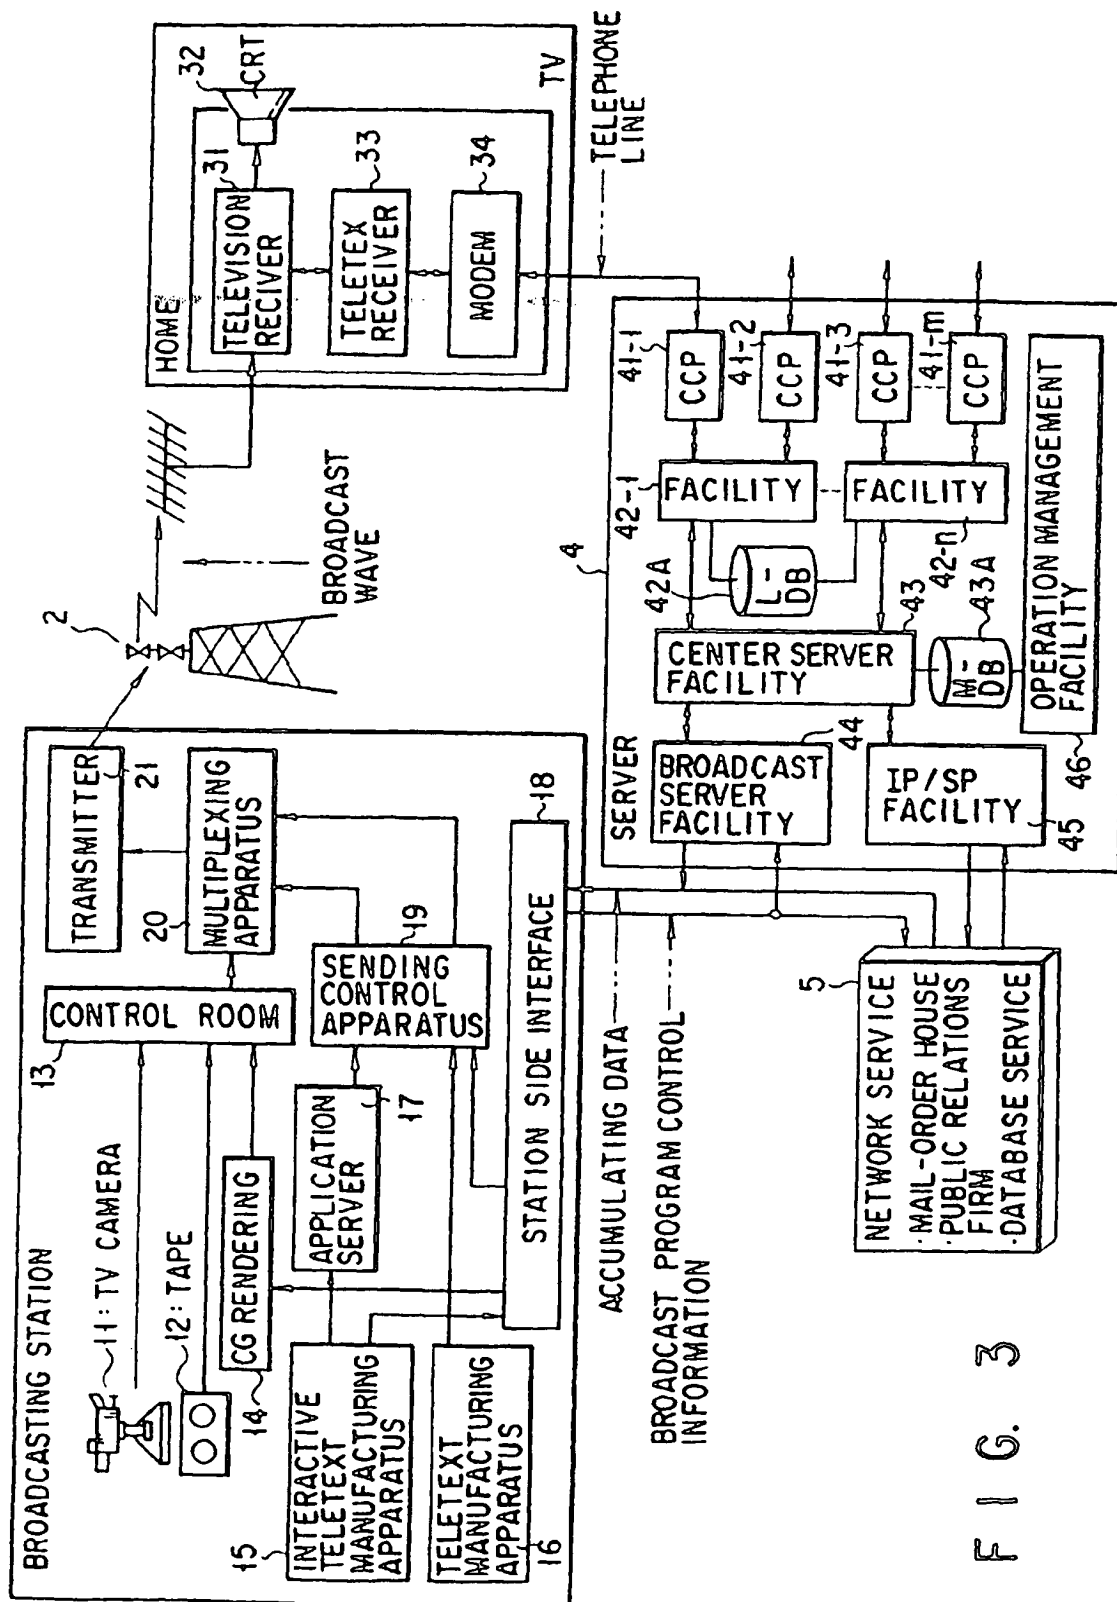 BROADCASTING STATION
11:TV CAMERA
12:TAPE
13
CONTROL ROOM
CG RENDERING
14
INTERACTIVE
TELETEXT
MANUFACTURING
APPARATUS
15
TELETEXT
MANUFACTURING
APPARATUS
16
APPLICATION
SERVER
17
SENDING
CONTROL
APPARATUS
19
MULTIPLEXING
APPARATUS
20
TRANSMITTER
21
STATION SIDE INTERFACE
18
2
BROADCAST
WAVE
HOME
TELEVISION
RECIVER
31
32
CRT
TELETEX
RECEIVER
33
MODEM
34
TV
TELEPHONE
LINE
ACCUMULATING DATA
BROADCAST PROGRAM CONTROL
INFORMATION
SERVER
4
BROADCAST
SERVER
FACILITY
44
IP/SP
FACILITY
45
CENTER SERVER
FACILITY
43
42A
L-
DB
M-
DB
43A
42-1
FACILITY
FACILITY
42-n
41-1
CCP
41-2
CCP
41-3
CCP
41-m
CCP
OPERATION MANAGEMENT
FACILITY
46
5
NETWORK SERVICE
·MAIL-ORDER HOUSE
·PUBLIC RELATIONS
FIRM
·DATABASE SERVICE
FIG. 3